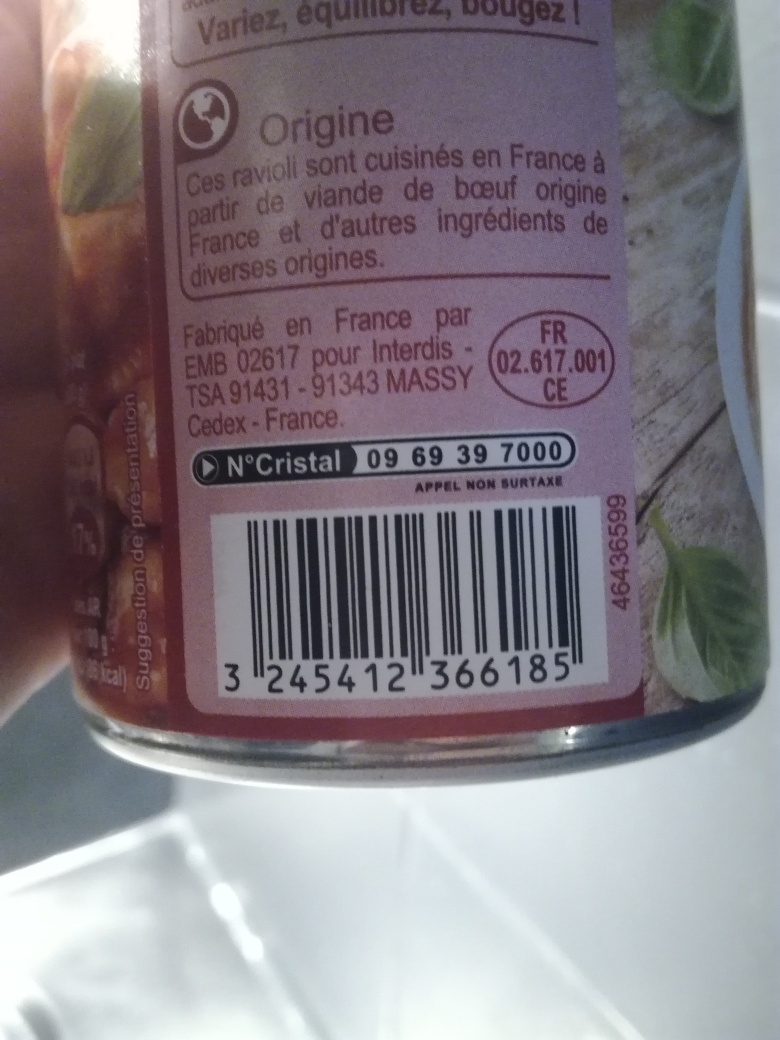 Variez, équilibrez, bougez !
Origine
Ces ravioli sont cuisinés en France à
partir de viande de bœuf origine
France et d'autres ingrédients de
diverses origines.
Fabriqué en France par
EMB 02617 pour Interdis -
TSA 91431 - 91343 MASSY
Cedex - France.
FR
02.617.001
CE
N°Cristal 09 69 39 7000
APPEL NON SURTAXE
46436599
3 245412 366185
Suggestion de présentation
kcal)